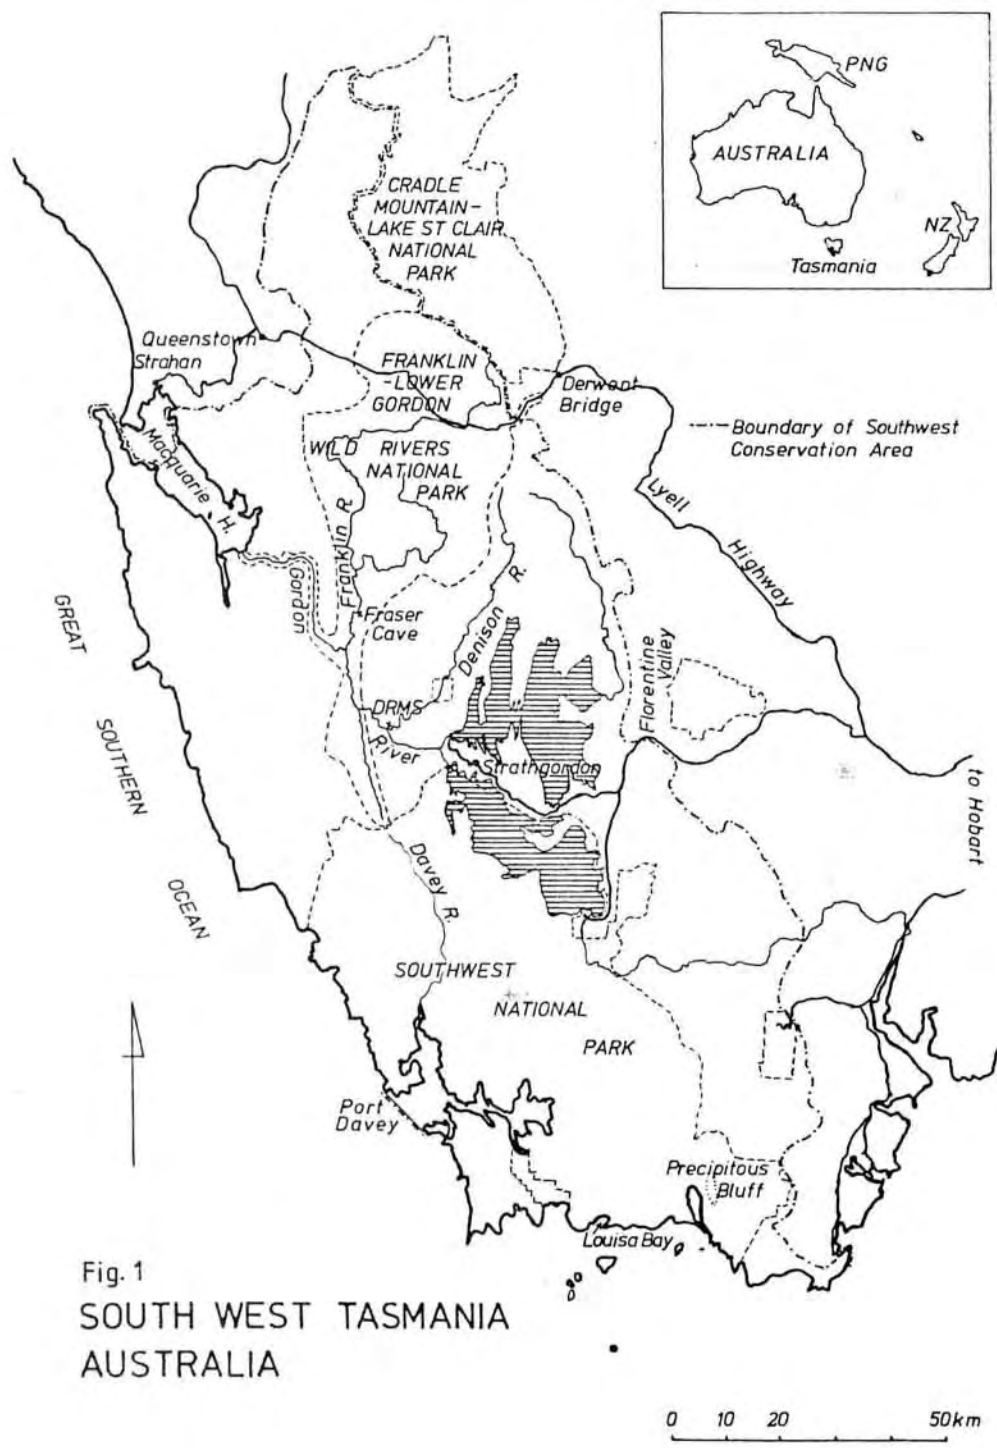 PNG
AUSTRALIA
NZ
Tasmania
CRADLE
MOUNTAIN-
LAKE ST CLAIR
NATIONAL
PARK
Queenstown
Strahan
FRANKLIN
-LOWER
GORDON
Derwent
Bridge
Boundary of Southwest
Conservation Area
WILD RIVERS
NATIONAL
PARK
Macquarie H.
Lyell
Highway
Franklin R.
Gordon
GREAT
Fraser
Cave
Denison R.
Florentine
Valley
DRMS
River
SOUTHERN
Strathgordon
to Hobart
Davey R.
OCEAN
SOUTHWEST
NATIONAL
PARK
Port
Davey
Precipitous
Bluff
Louisa Bay
Fig. 1
SOUTH WEST TASMANIA
AUSTRALIA
0 10 20 50km